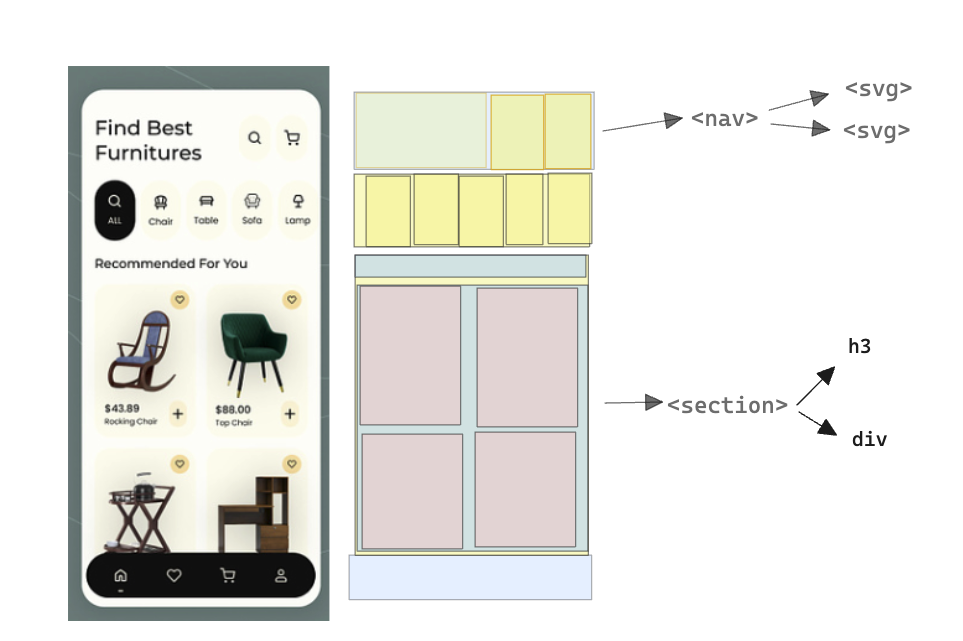 Find Best
Furnitures
ALL
Chair
Table
Sofa
Lamp
Recommended For You
$43.89
Rocking Chair
+
$88.00
Top Chair
+
<nav>
<svg>
<svg>
<section>
h3
div